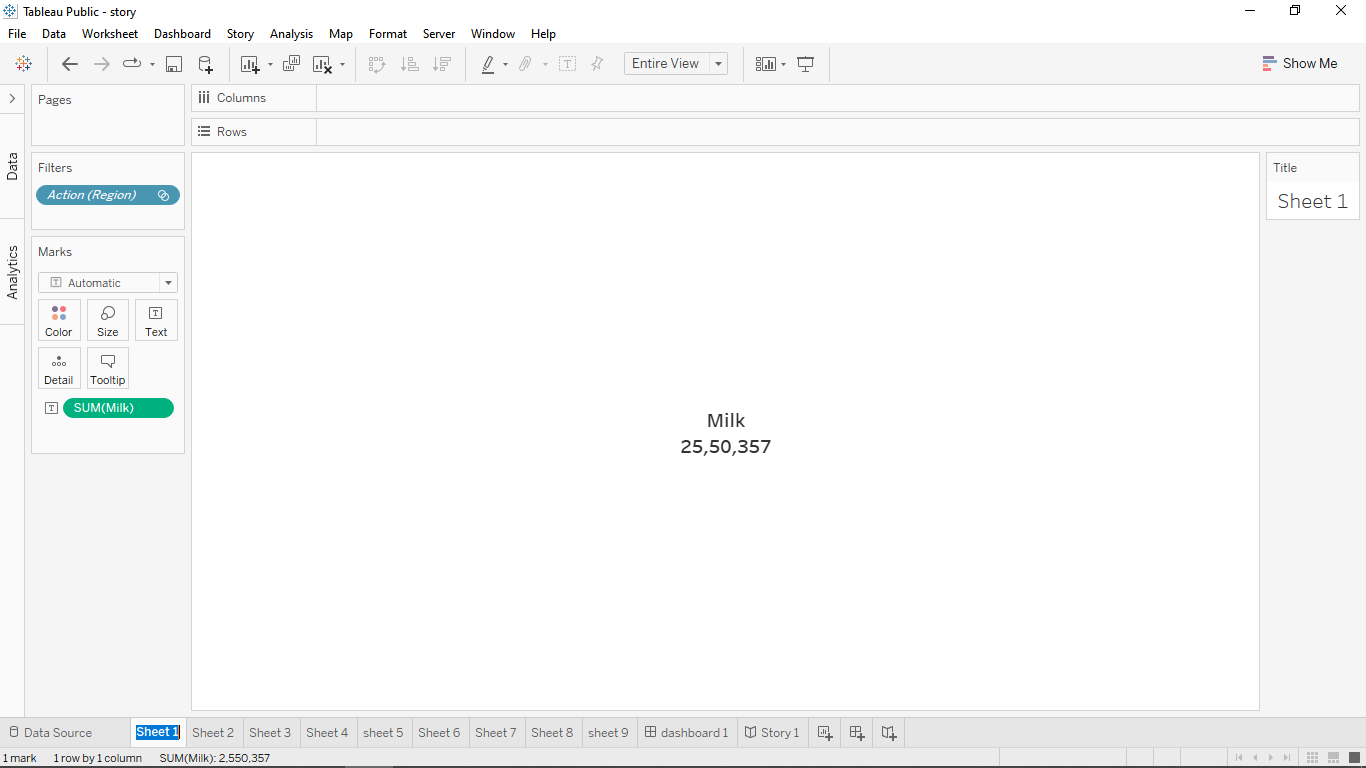 Tableau Public - story
File Data Worksheet Dashboard Story Analysis Map Format Server Window Help
Entire View
Show Me
Pages
Columns
Rows
Data
Analytics
Filters
Action (Region)
Marks
Automatic
Color Size Text
Detail Tooltip
SUM(Milk)
Milk
25,50,357
Title
Sheet 1
Data Source Sheet 1 Sheet 2 Sheet 3 Sheet 4 sheet 5 Sheet 6 Sheet 7 Sheet 8 sheet 9 dashboard 1 Story 1
1 mark 1 row by 1 column SUM(Milk): 2,550,357